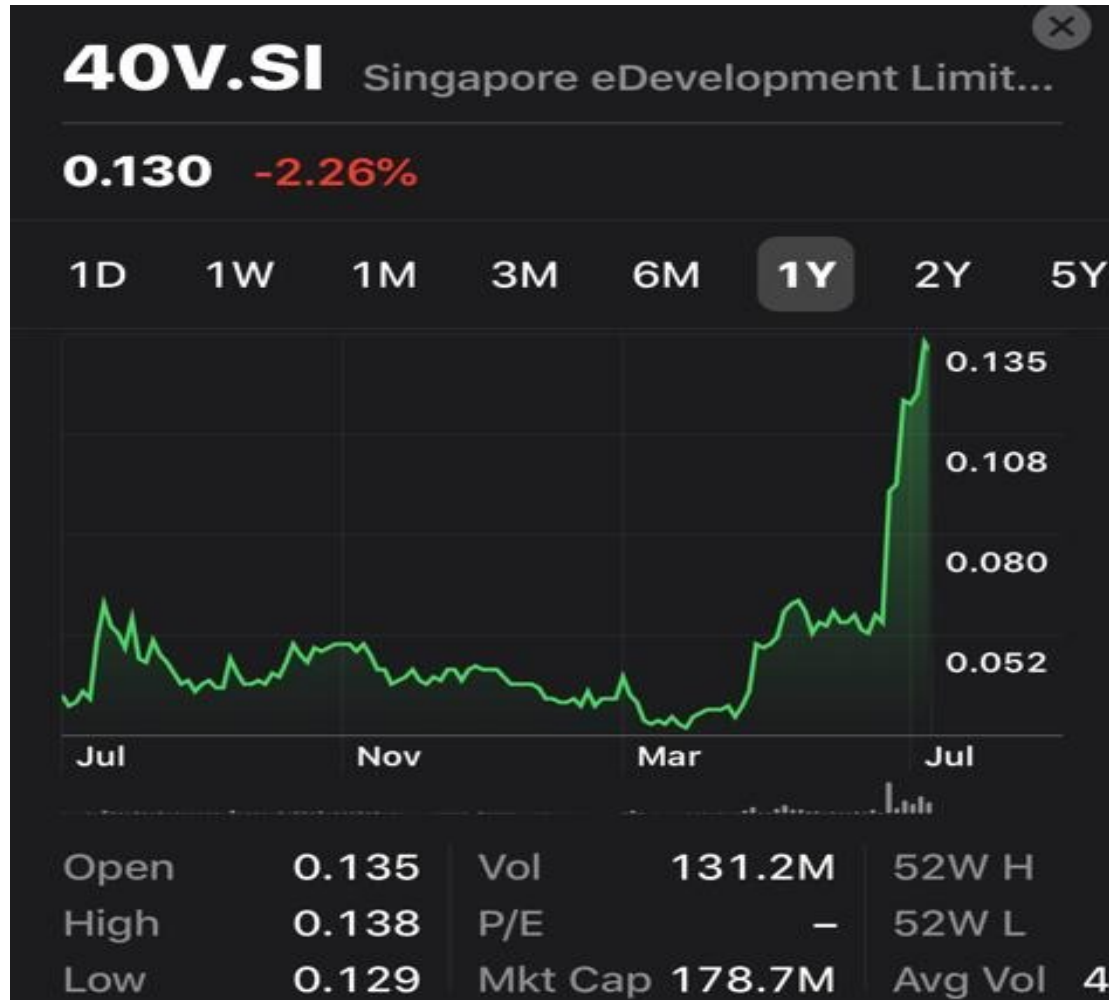 40V.SI Singapore eDevelopment Limit...
0.130 -2.26%
1D 1W 1M 3M 6M 1Y 2Y 5Y
0.135
0.108
0.080
0.052
Jul Nov Mar Jul
Open 0.135 Vol 131.2M 52W H
High 0.138 P/E – 52W L
Low 0.129 Mkt Cap 178.7M Avg Vol 4